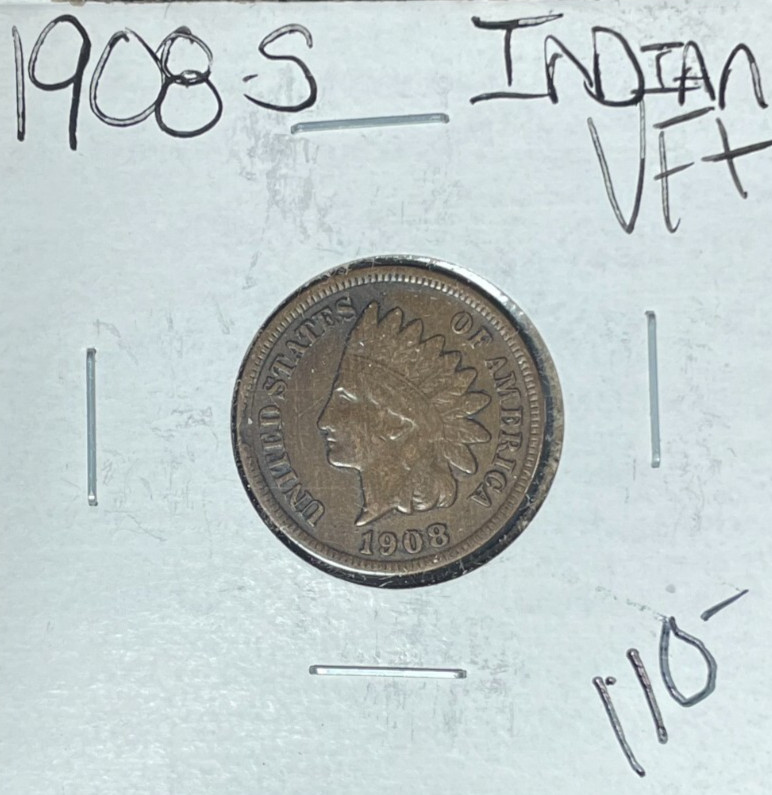 1908-S INDIAN
VF+
UNITED STATES OF AMERICA
1908
110-